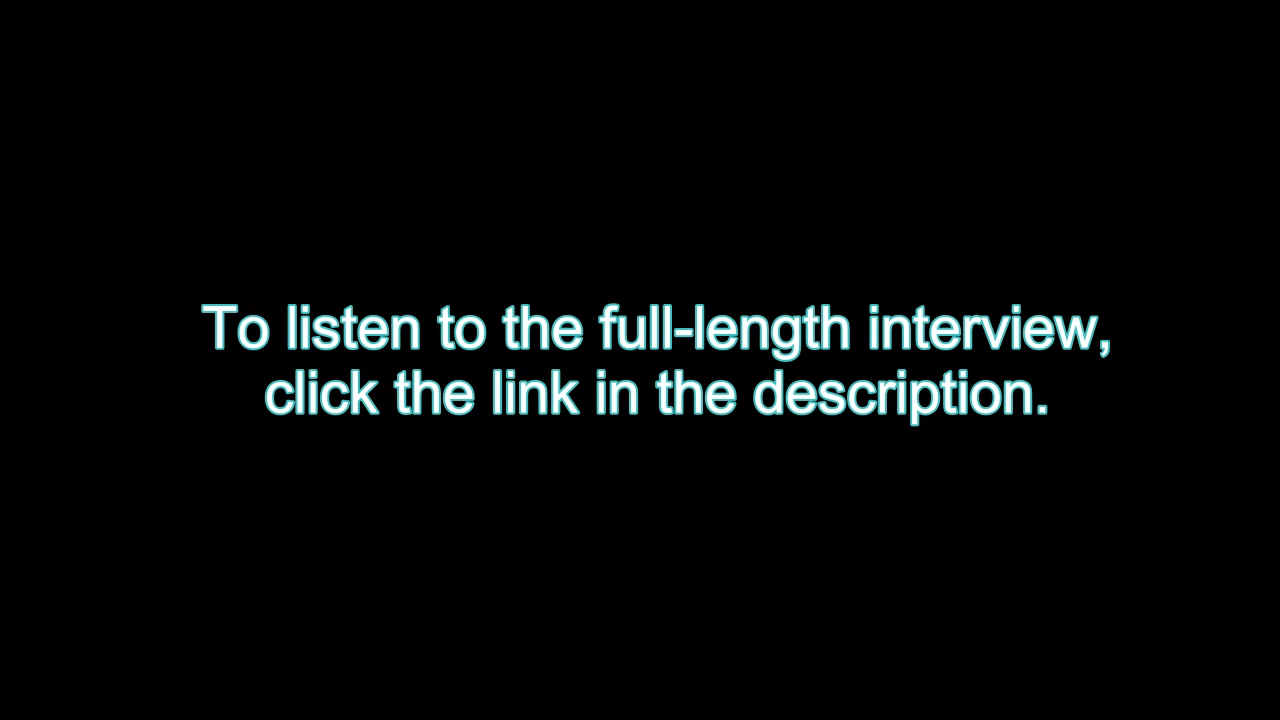 To listen to the full-length interview,
click the link in the description.